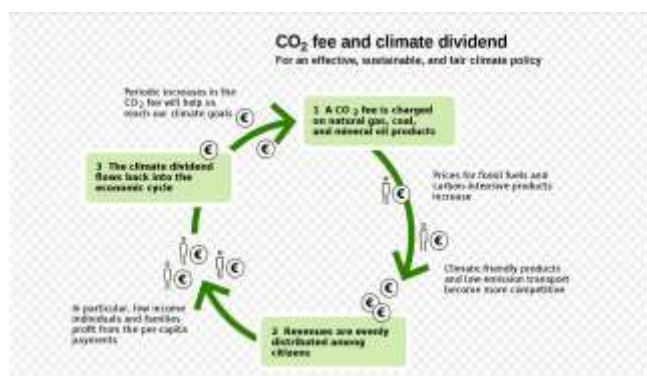 CO₂ fee and climate dividend
For an effective, sustainable, and fair climate policy
Periodic increases in the
CO₂ fee will help us
reach our climate goals
€
€
1 A CO₂ fee is charged
on natural gas, coal,
and mineral oil products
€
3 The climate dividend
flows back into the
economic cycle
Prices for fossil fuels and
carbon-intensive products
increase
€
€
Climate friendly products
and low-emission transport
become more competitive
€
€
€
€
€
€
In particular, low income
individuals and families
profit from the per-capita
payments
2 Revenues are evenly
distributed among
citizens